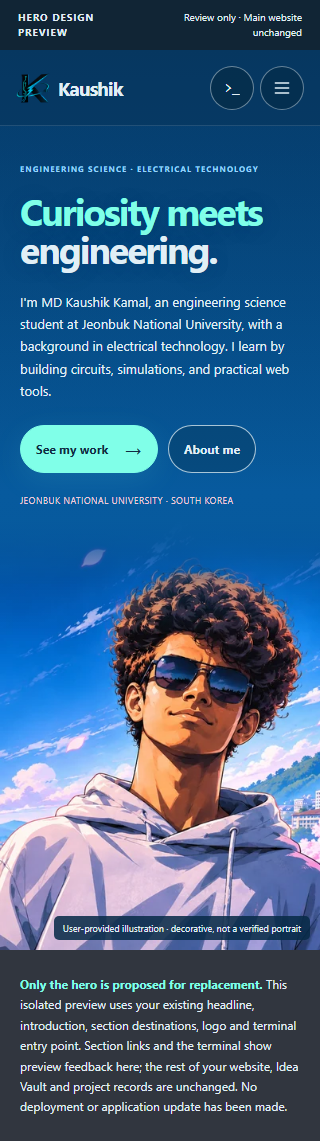 HERO DESIGN
PREVIEW
Review only · Main website
unchanged
Kaushik
>_
ENGINEERING SCIENCE · ELECTRICAL TECHNOLOGY
Curiosity meets
engineering.
I'm MD Kaushik Kamal, an engineering science
student at Jeonbuk National University, with a
background in electrical technology. I learn by
building circuits, simulations, and practical web
tools.
See my work →
About me
JEONBUK NATIONAL UNIVERSITY · SOUTH KOREA
User-provided illustration · decorative, not a verified portrait
Only the hero is proposed for replacement. This
isolated preview uses your existing headline,
introduction, section destinations, logo and terminal
entry point. Section links and the terminal show
preview feedback here; the rest of your website, Idea
Vault and project records are unchanged. No
deployment or application update has been made.